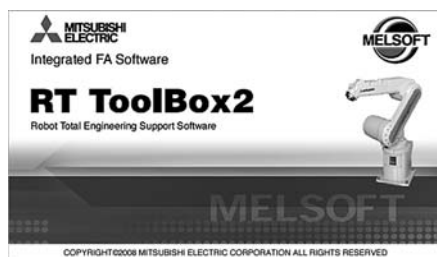 MITSUBISHI
ELECTRIC
MELSOFT
Integrated FA Software
RT ToolBox2
Robot Total Engineering Support Software
MELSOFT
COPYRIGHT©2008 MITSUBISHI ELECTRIC CORPORATION ALL RIGHTS RESERVED